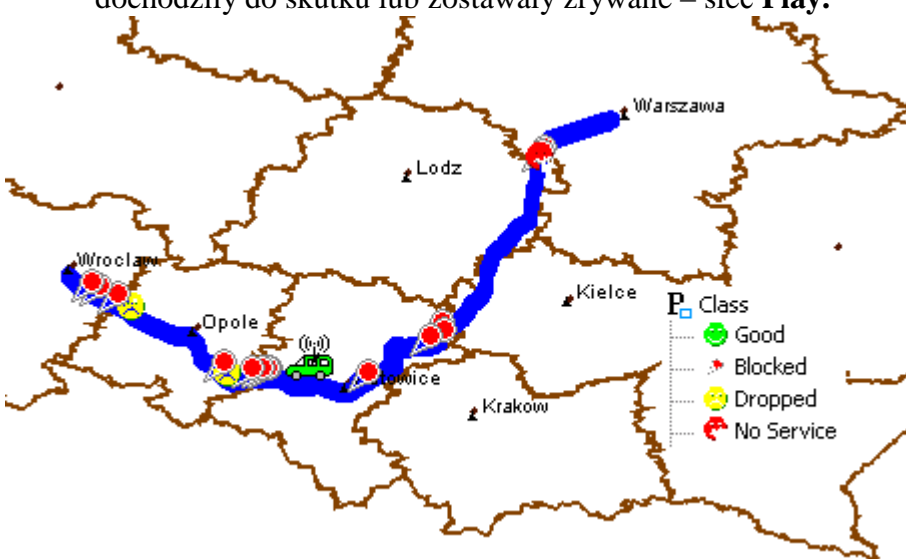 dochodziły do skutku lub zostawały zrywane – sieć Play.
Warszawa
Lodz
Wroclaw
Kielce
Opole
towice
Krakow
Class
Good
Blocked
Dropped
No Service